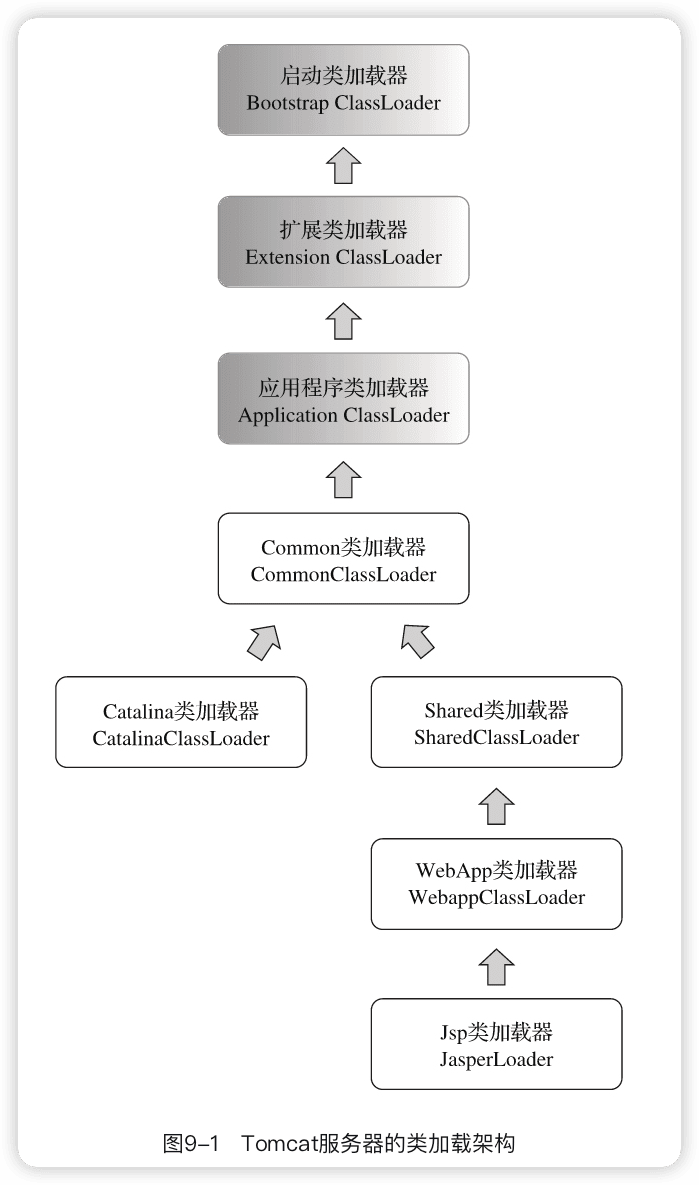 启动类加载器
Bootstrap ClassLoader
扩展类加载器
Extension ClassLoader
应用程序类加载器
Application ClassLoader
Common类加载器
CommonClassLoader
Catalina类加载器
CatalinaClassLoader
Shared类加载器
SharedClassLoader
WebApp类加载器
WebappClassLoader
Jsp类加载器
JasperLoader
图9–1 Tomcat服务器的类加载架构